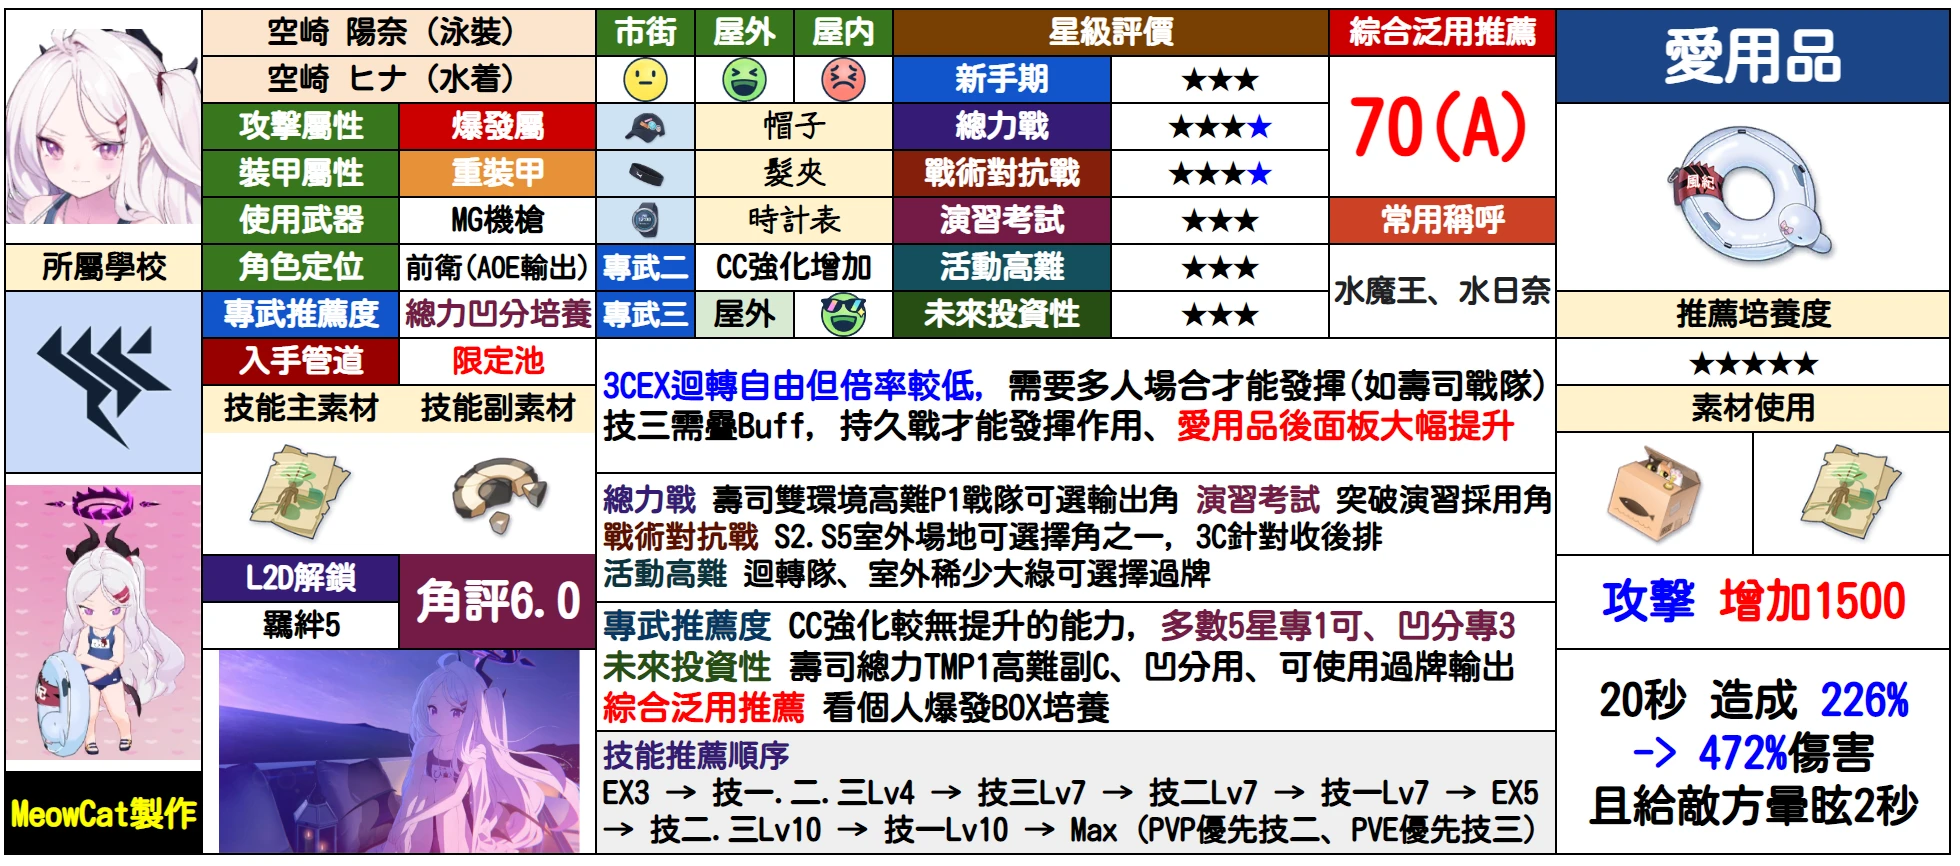 空崎 陽奈（泳裝）
空崎 ヒナ（水着）
攻擊屬性 爆發屬
裝甲屬性 重裝甲
使用武器 MG機槍
角色定位 前衛(AOE輸出)
專武推薦度 總力凹分培養
入手管道 限定池
技能主素材 技能副素材
L2D解鎖
羈絆5
角評6.0
所屬學校
MeowCat製作
市街 屋外 屋内
帽子
髮夾
時計表
專武二 CC強化增加
專武三 屋外
星級評價
新手期 ★★★
總力戰 ★★★★
戰術對抗戰 ★★★★
演習考試 ★★★
活動高難 ★★★
未來投資性 ★★★
綜合泛用推薦
70(A)
常用稱呼
水魔王、水日奈
3CEX迴轉自由但倍率較低, 需要多人場合才能發揮(如壽司戰隊)
技三需疊Buff, 持久戰才能發揮作用、愛用品後面板大幅提升
總力戰 壽司雙環境高難P1戰隊可選輸出角 演習考試 突破演習採用角
戰術對抗戰 S2.S5室外場地可選擇角之一, 3C針對收後排
活動高難 迴轉隊、室外稀少大綠可選擇過牌
專武推薦度 CC強化較無提升的能力, 多數5星專1可、凹分專3
未來投資性 壽司總力TMP1高難副C、凹分用、可使用過牌輸出
綜合泛用推薦 看個人爆發BOX培養
技能推薦順序
EX3 → 技一.二.三Lv4 → 技三Lv7 → 技二Lv7 → 技一Lv7 → EX5
→ 技二.三Lv10 → 技一Lv10 → Max (PVP優先技二、PVE優先技三)
愛用品
風紀
推薦培養度
★★★★★
素材使用
攻擊 增加1500
20秒 造成 226%
-> 472%傷害
且給敵方暈眩2秒